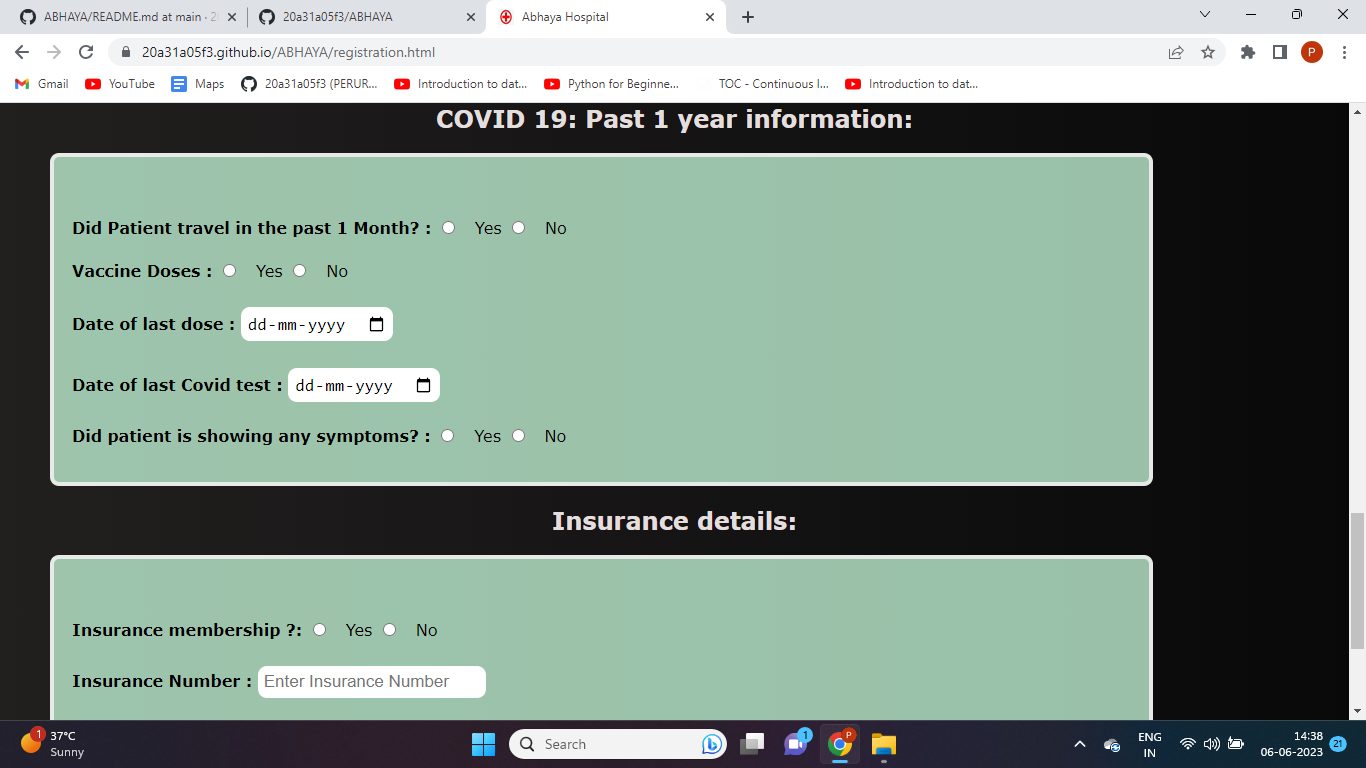 ABHAYA/README.md at main · 2
20a31a05f3/ABHAYA
Abhaya Hospital
20a31a05f3.github.io/ABHAYA/registration.html
P
Gmail
YouTube
Maps
20a31a05f3 (PERUR...
Introduction to dat...
Python for Beginne...
TOC - Continuous I...
Introduction to dat...
COVID 19: Past 1 year information:
Did Patient travel in the past 1 Month? : Yes No
Vaccine Doses : Yes No
Date of last dose : dd-mm-yyyy
Date of last Covid test : dd-mm-yyyy
Did patient is showing any symptoms? : Yes No
Insurance details:
Insurance membership ?: Yes No
Insurance Number : Enter Insurance Number
1
37°C
Sunny
Search
1
P
ENG
IN
14:38
06-06-2023
21